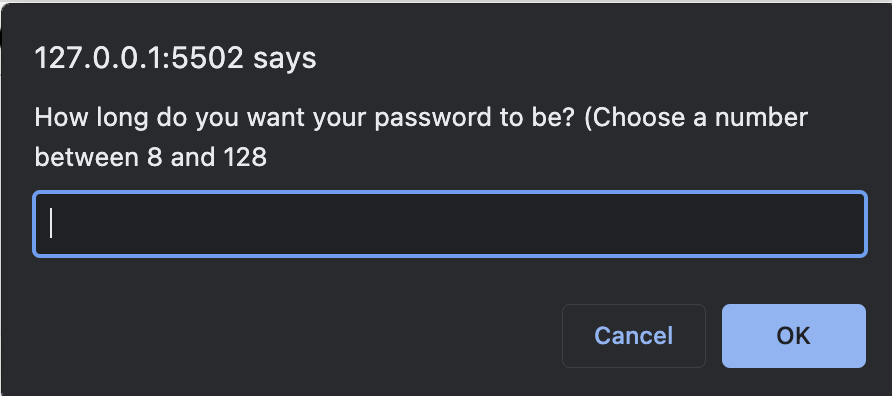 127.0.0.1:5502 says
How long do you want your password to be? (Choose a number
between 8 and 128
Cancel
OK